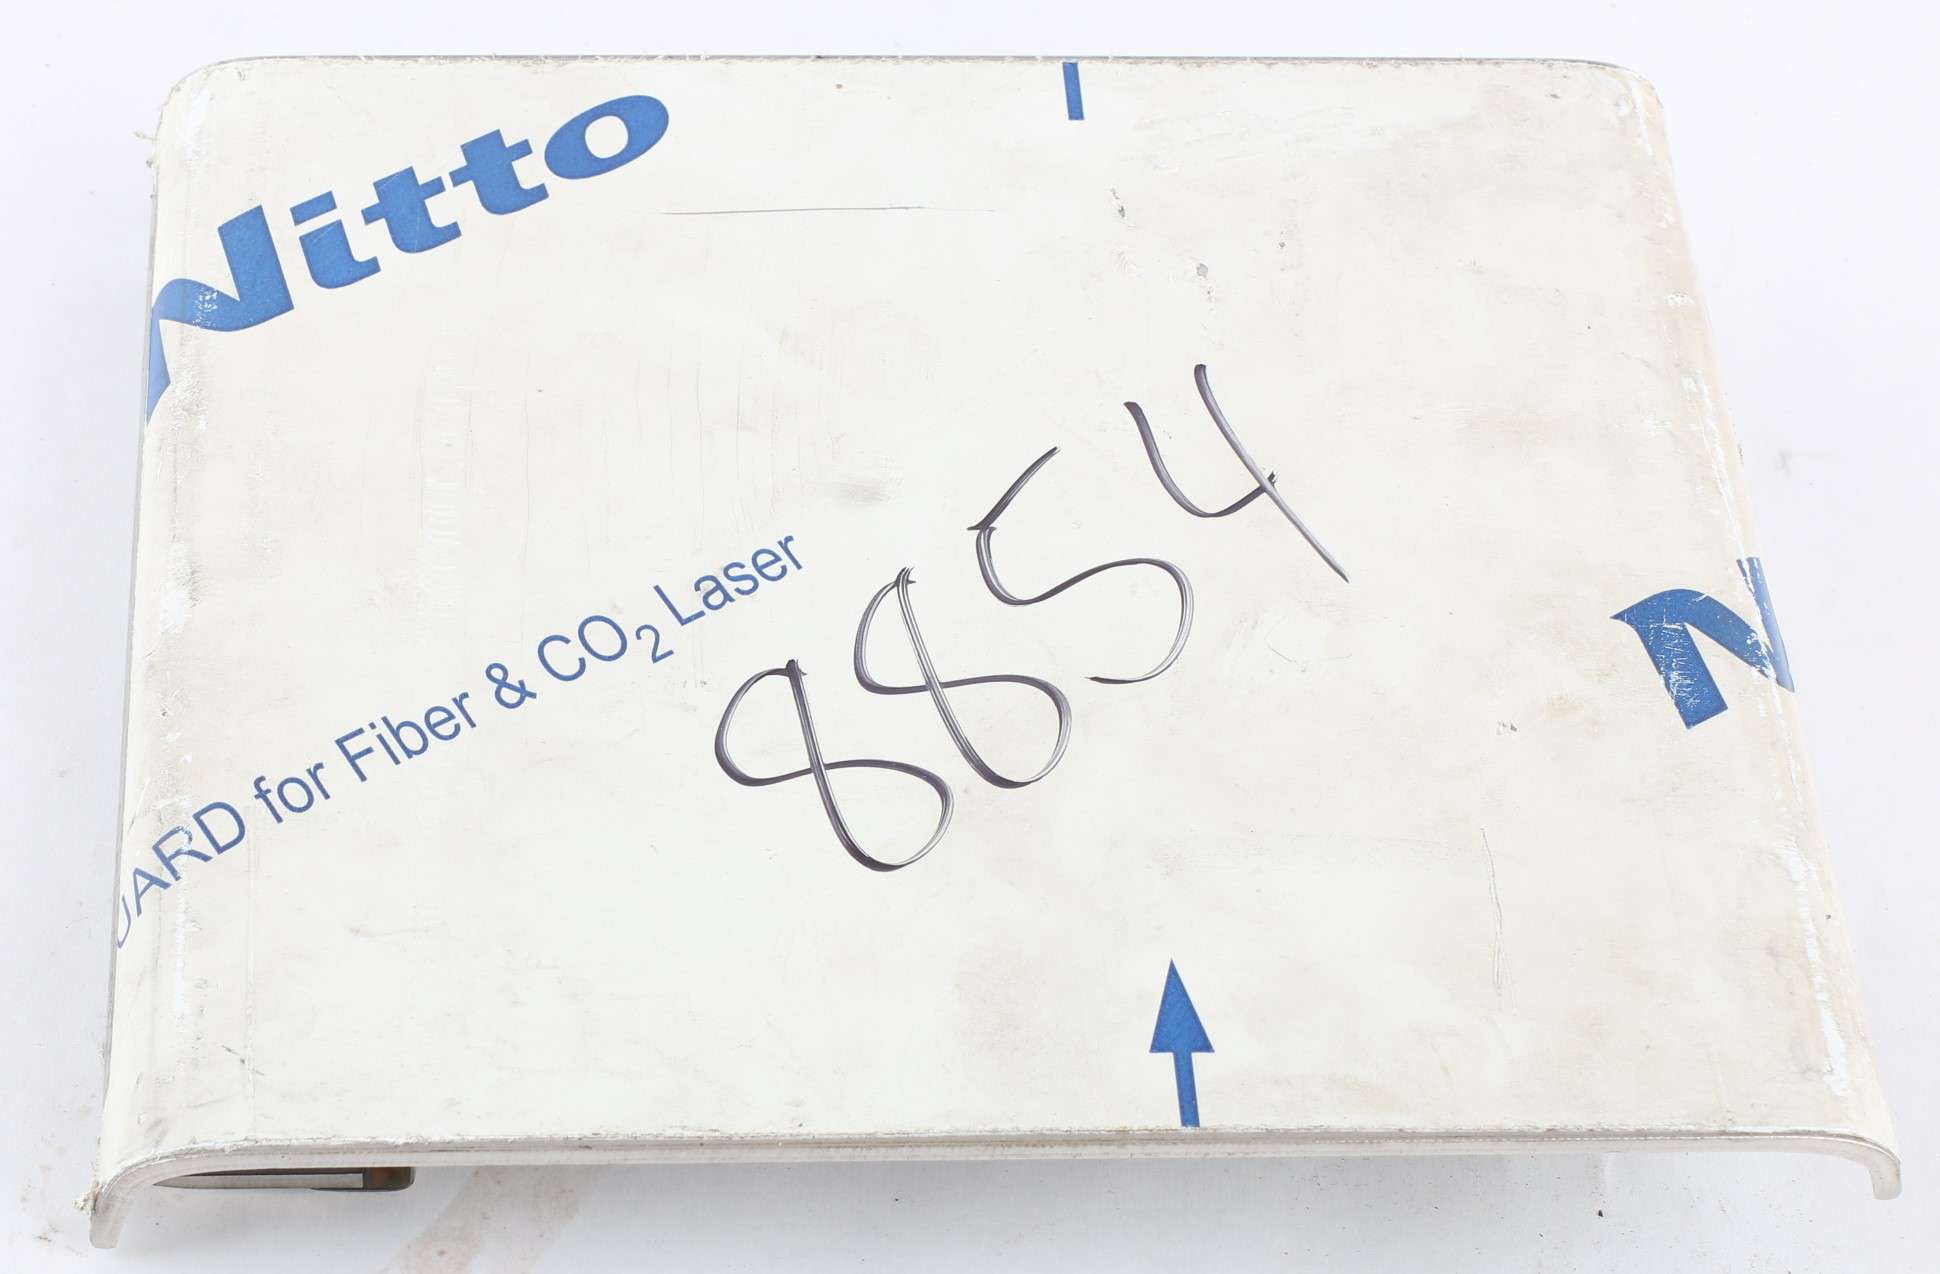 Nitto
UARD for Fiber & CO₂ Laser
8854
N